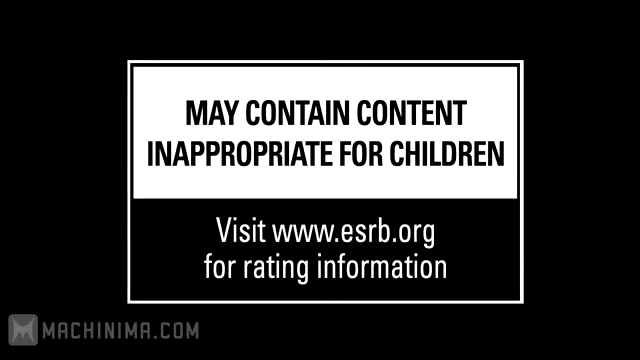 MAY CONTAIN CONTENT
INAPPROPRIATE FOR CHILDREN
Visit www.esrb.org
for rating information
MACHINIMA.COM